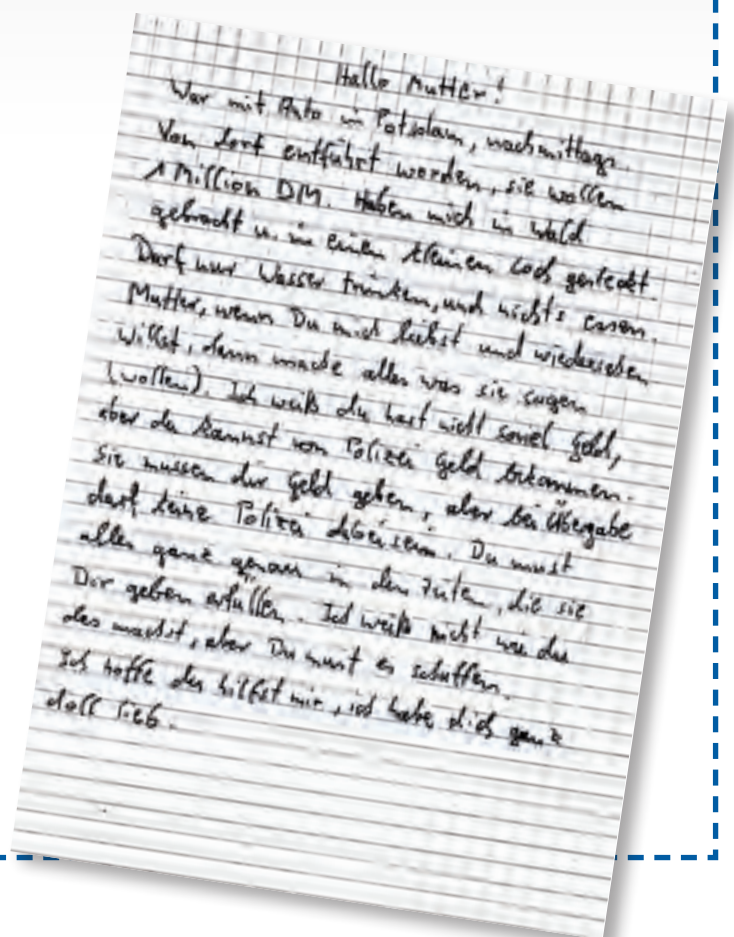 Hallo Mutter!
War mit Auto in Potsdam, nachmittags.
Von dort entführt worden, sie wollen
1 Million DM. Haben mich in Wald
gebracht u. in einen kleinen Loch gesteckt.
Darf nur Wasser trinken, und nichts essen.
Mutter, wenn Du mich liebst und wiedersehen
willst, dann mache alles was sie sagen
(wollen). Ich weiß du hast nicht soviel Geld,
aber du kannst von Polizei Geld bekommen.
Sie müssen dir Geld geben, aber bei Übergabe
darf keine Polizei dabeisein. Du musst
alles ganz genau in den Zeiten, die sie
Dir geben erfüllen. Ich weiß nicht wie du
das machst, aber Du musst es schaffen.
Ich hoffe du hilfst mir, ich habe dich ganz
doll lieb.